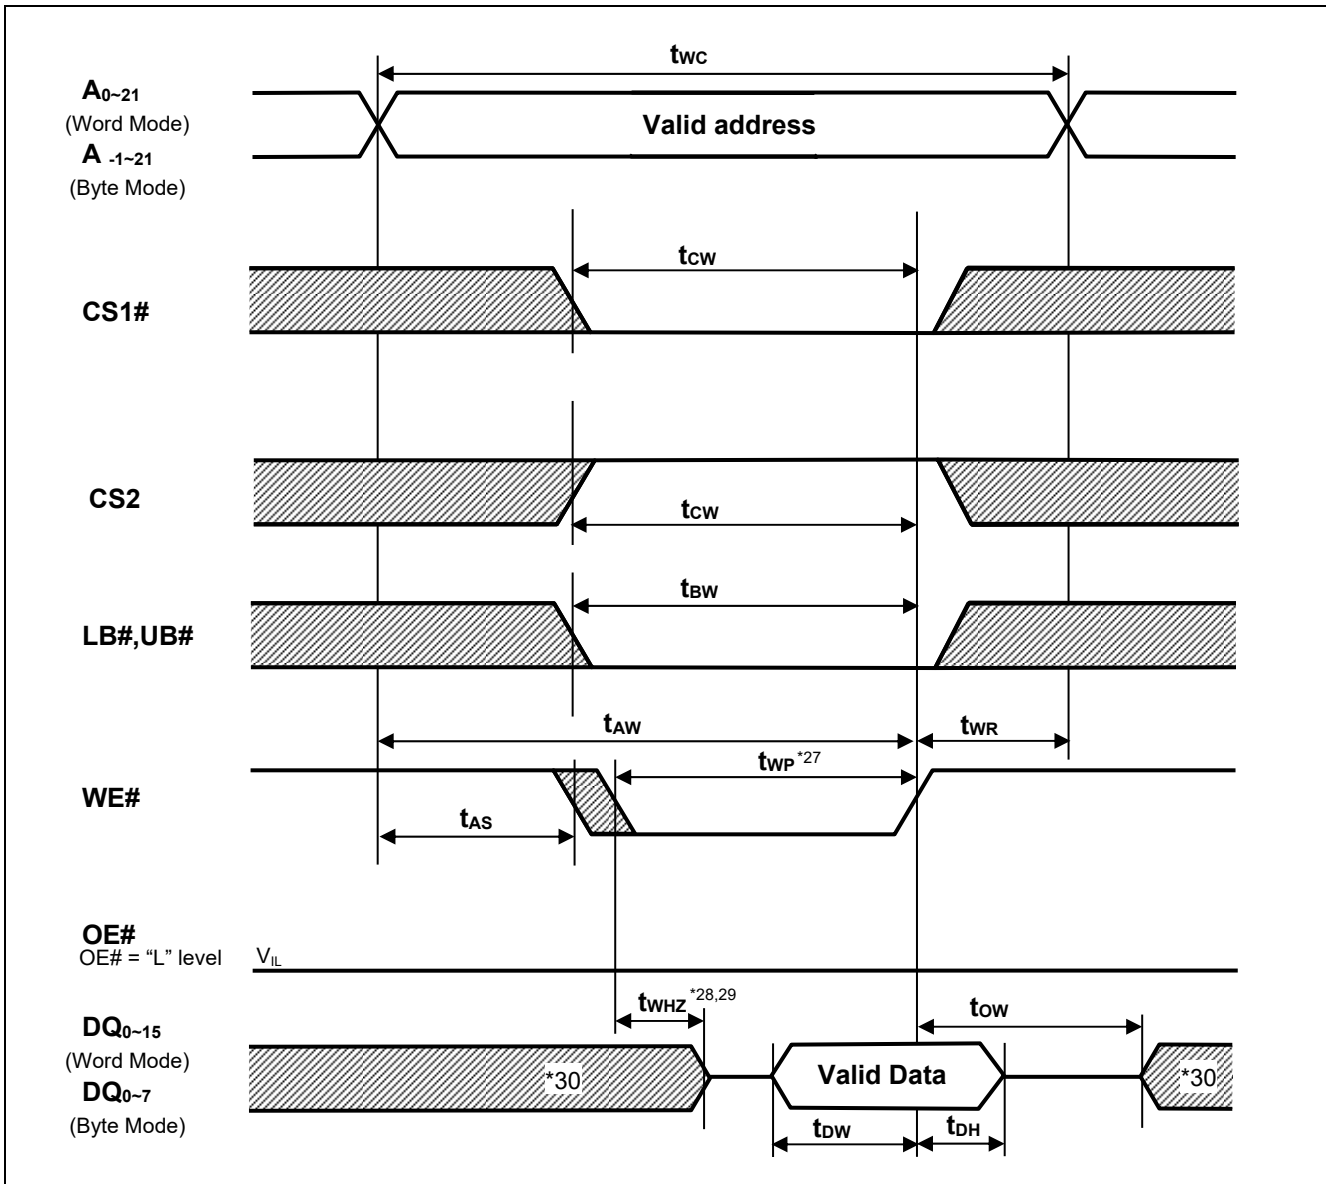 tWC
A0~21
(Word Mode)
A -1~21
(Byte Mode)
Valid address
CS1#
tCW
CS2
tCW
LB#,UB#
tBW
tAW
tWR
WE#
tWP *27
tAS
OE#
OE# = “L” level
VIL
tWHZ *28,29
tOW
DQ0~15
(Word Mode)
DQ0~7
(Byte Mode)
*30
Valid Data
*30
tDW
tDH